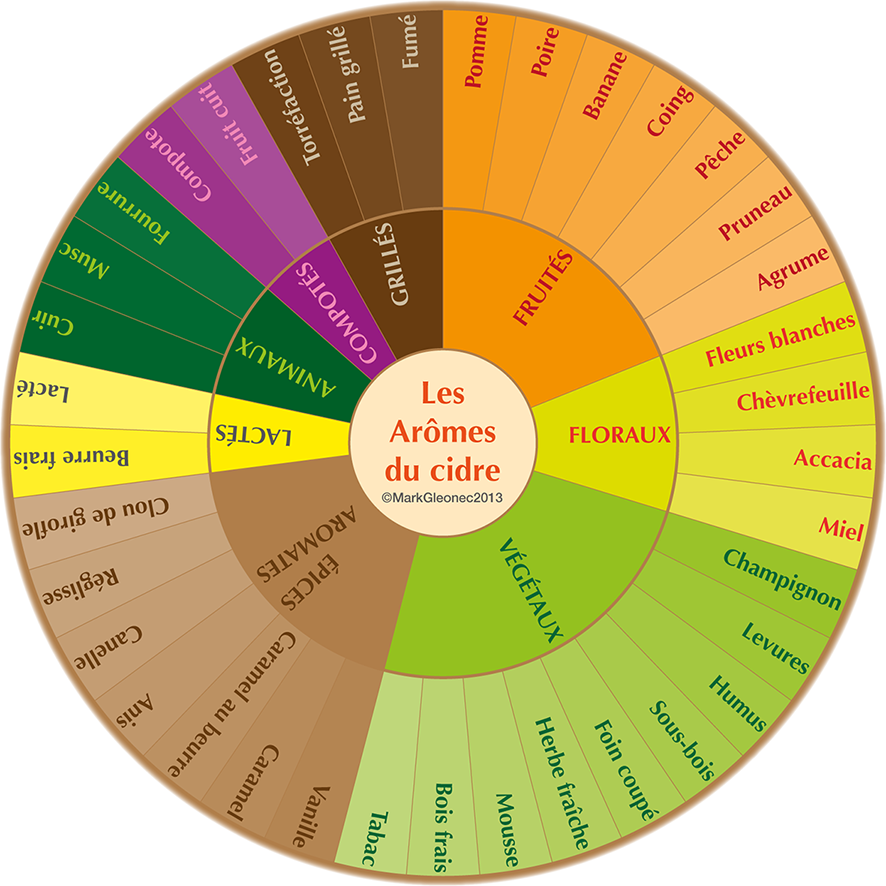 Les
Arômes
du cidre
©MarkGleonec2013
FRUITÉS
Pomme
Poire
Banane
Coing
Pêche
Pruneau
Agrume
FLORAUX
Fleurs blanches
Chèvrefeuille
Accacia
Miel
VÉGÉTAUX
Champignon
Levures
Humus
Sous-bois
Foin coupé
Herbe fraîche
Mousse
Bois frais
Tabac
ÉPICES
AROMATES
Vanille
Caramel
Caramel au beurre
Anis
Canelle
Réglisse
Clou de girofle
LACTÉS
Beurre frais
Lacté
ANIMAUX
Cuir
Musc
Fourrure
COMPOTÉS
Compote
Fruit cuit
GRILLÉS
Torréfaction
Pain grillé
Fumé